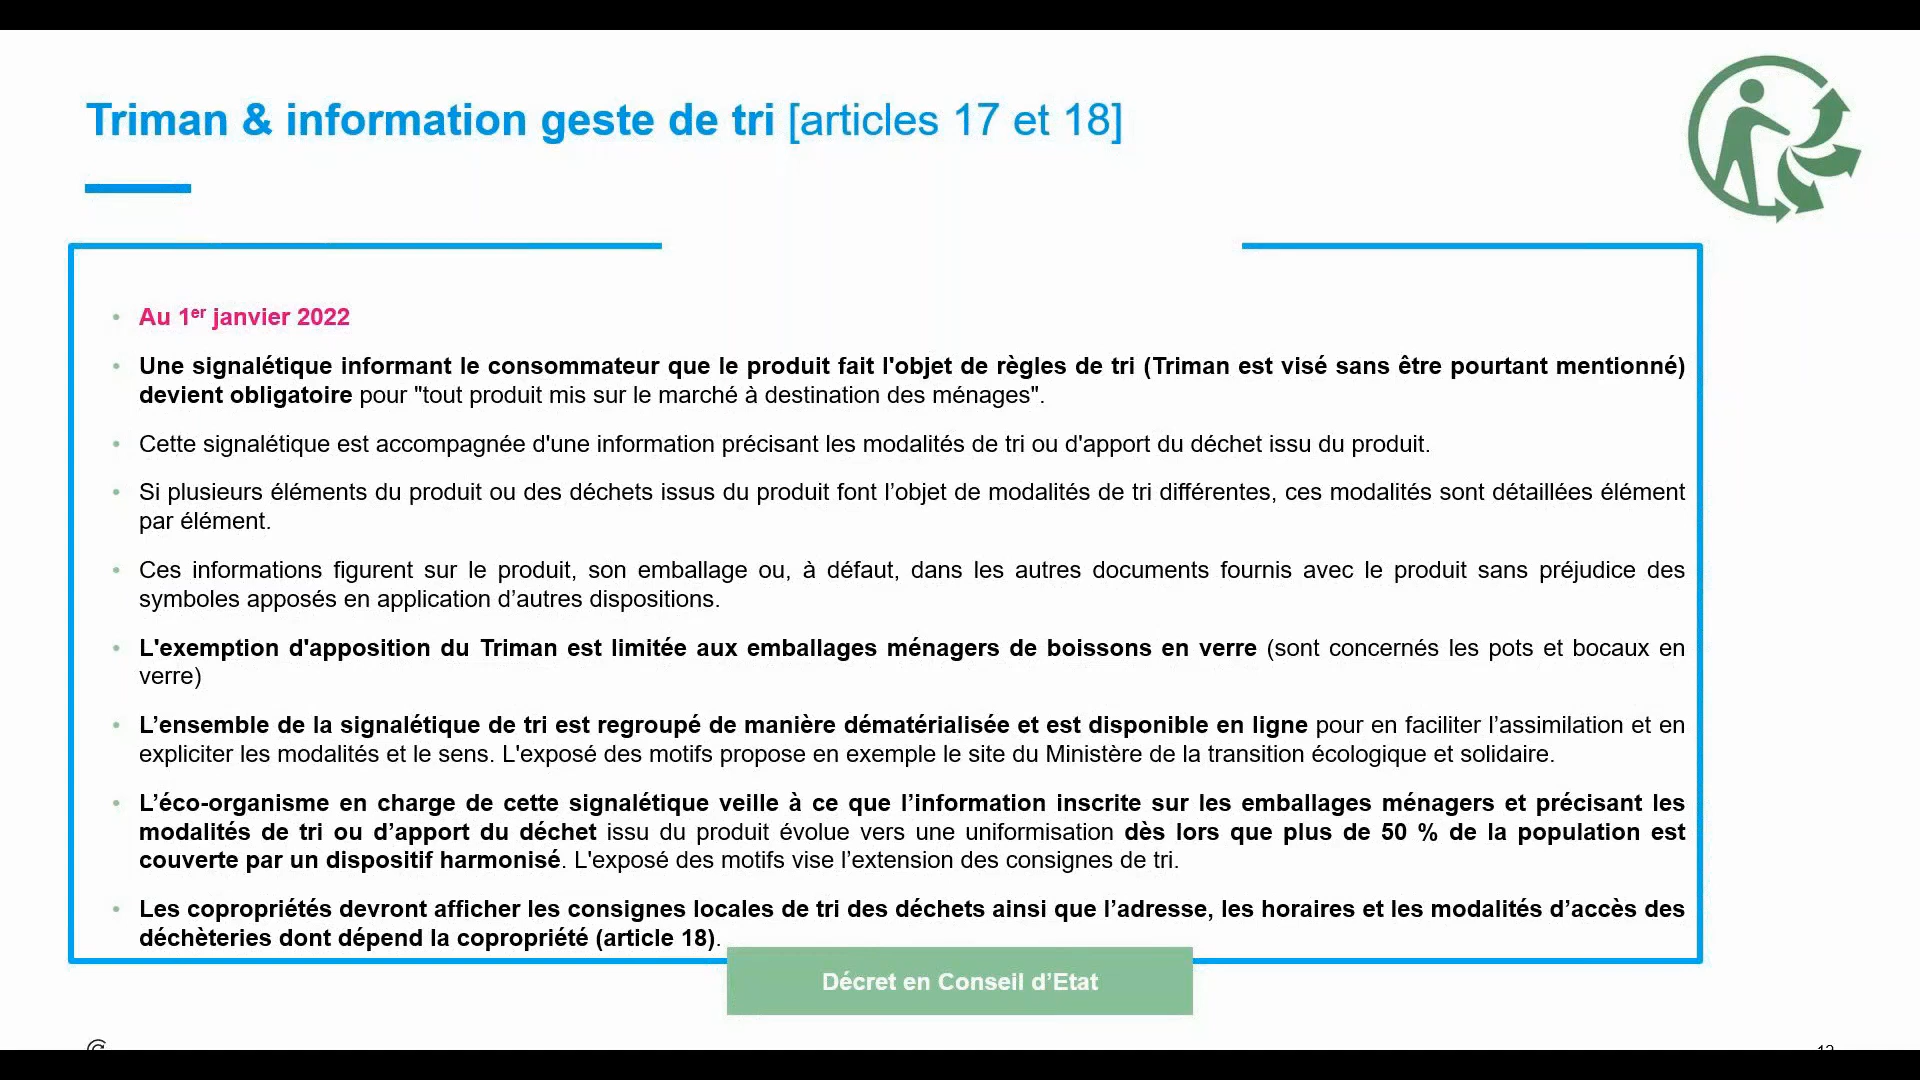 Triman & information geste de tri [articles 17 et 18]
• Au 1er janvier 2022
• Une signalétique informant le consommateur que le produit fait l'objet de règles de tri (Triman est visé sans être pourtant mentionné)
devient obligatoire pour "tout produit mis sur le marché à destination des ménages".
• Cette signalétique est accompagnée d'une information précisant les modalités de tri ou d'apport du déchet issu du produit.
• Si plusieurs éléments du produit ou des déchets issus du produit font l’objet de modalités de tri différentes, ces modalités sont détaillées élément
par élément.
• Ces informations figurent sur le produit, son emballage ou, à défaut, dans les autres documents fournis avec le produit sans préjudice des
symboles apposés en application d’autres dispositions.
• L'exemption d'apposition du Triman est limitée aux emballages ménagers de boissons en verre (sont concernés les pots et bocaux en
verre)
• L’ensemble de la signalétique de tri est regroupé de manière dématérialisée et est disponible en ligne pour en faciliter l’assimilation et en
expliciter les modalités et le sens. L'exposé des motifs propose en exemple le site du Ministère de la transition écologique et solidaire.
• L’éco-organisme en charge de cette signalétique veille à ce que l’information inscrite sur les emballages ménagers et précisant les
modalités de tri ou d’apport du déchet issu du produit évolue vers une uniformisation dès lors que plus de 50 % de la population est
couverte par un dispositif harmonisé. L'exposé des motifs vise l’extension des consignes de tri.
• Les copropriétés devront afficher les consignes locales de tri des déchets ainsi que l’adresse, les horaires et les modalités d’accès des
déchèteries dont dépend la copropriété (article 18).
Décret en Conseil d’Etat